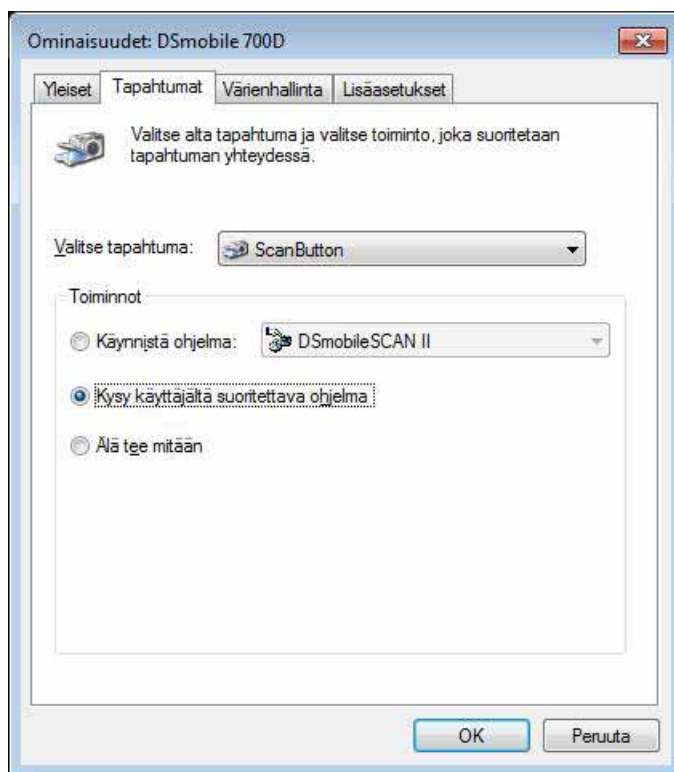 Ominaisuudet: DSmobile 700D
Yleiset Tapahtumat Värienhallinta Lisäasetukset
Valitse alta tapahtuma ja valitse toiminto, joka suoritetaan
tapahtuman yhteydessä.
Valitse tapahtuma: ScanButton
Toiminnot
Käynnistä ohjelma: DSmobileSCAN II
Kysy käyttäjältä suoritettava ohjelma
Älä tee mitään
OK Peruuta